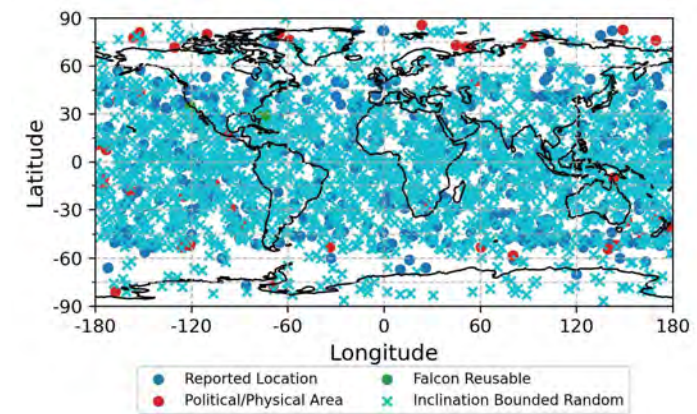 90
60
30
0
-30
-60
-90
Latitude
-180 -120 -60 0 60 120 180
Longitude
Reported Location Falcon Reusable
Political/Physical Area Inclination Bounded Random